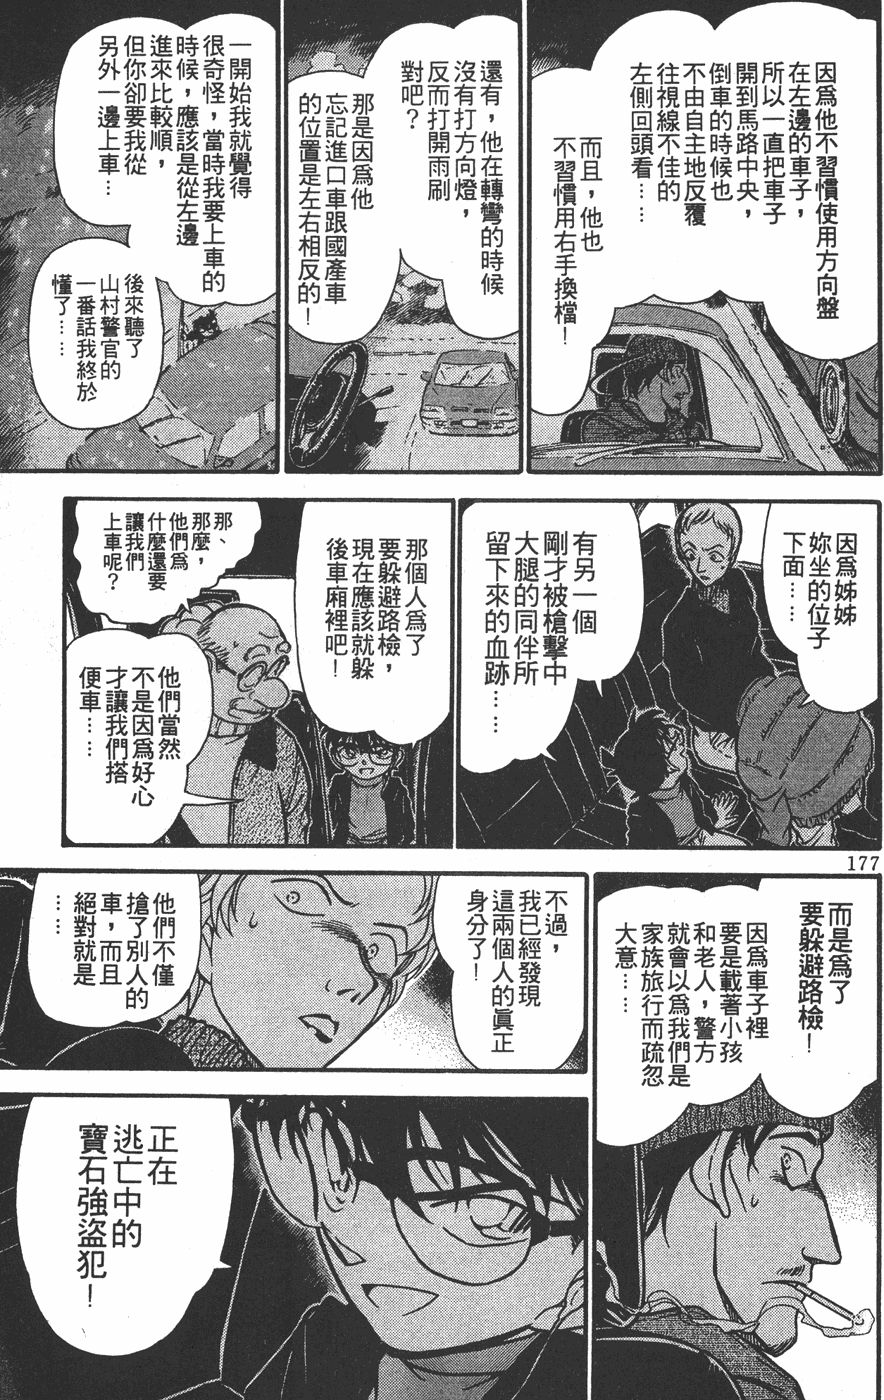 因為他不習慣使用方向盤
在左邊的車子，
所以一直把車子
開到馬路中央，
倒車的時候也
不由自主地反覆
往視線不佳的
左側回頭看……
而且，他也
不習慣用右手換檔！
還有，他在轉彎的時候
沒有打方向燈，
反而打開雨刷
對吧？
那是因為他
忘記進口車跟國產車
的位置是左右相反的！
一開始我就覺得
很奇怪，當時我要上車的
時候，應該是從左邊
進來比較順，
但你卻要我從
另外一邊上車…
後來聽了
山村警官的
一番話我終於
懂了……
因為姊姊
妳坐的位子
下面……
有另一個
剛才被槍擊中
大腿的同伴所
留下來的血跡……
那個人為了
要躲避路檢，
現在應該就躲
後車廂裡吧！
那、
那麼，
他們為
什麼還要
讓我們
上車呢？
他們當然
不是因為好心
才讓我們搭
便車……
177
而是為了
要躲避路檢！
因為車子裡
要是載著小孩
和老人，警方
就會以為我們是
家族旅行而疏忽
大意……
不過，
我已經發現
這兩個人的真正
身分了！
他們不僅
搶了別人的
車，而且
絕對就是
……
正在
逃亡中的
寶石強盜犯！